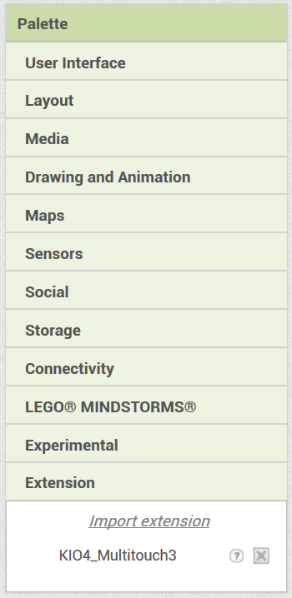 Palette
User Interface
Layout
Media
Drawing and Animation
Maps
Sensors
Social
Storage
Connectivity
LEGO® MINDSTORMS®
Experimental
Extension
Import extension
KIO4_Multitouch3 ?